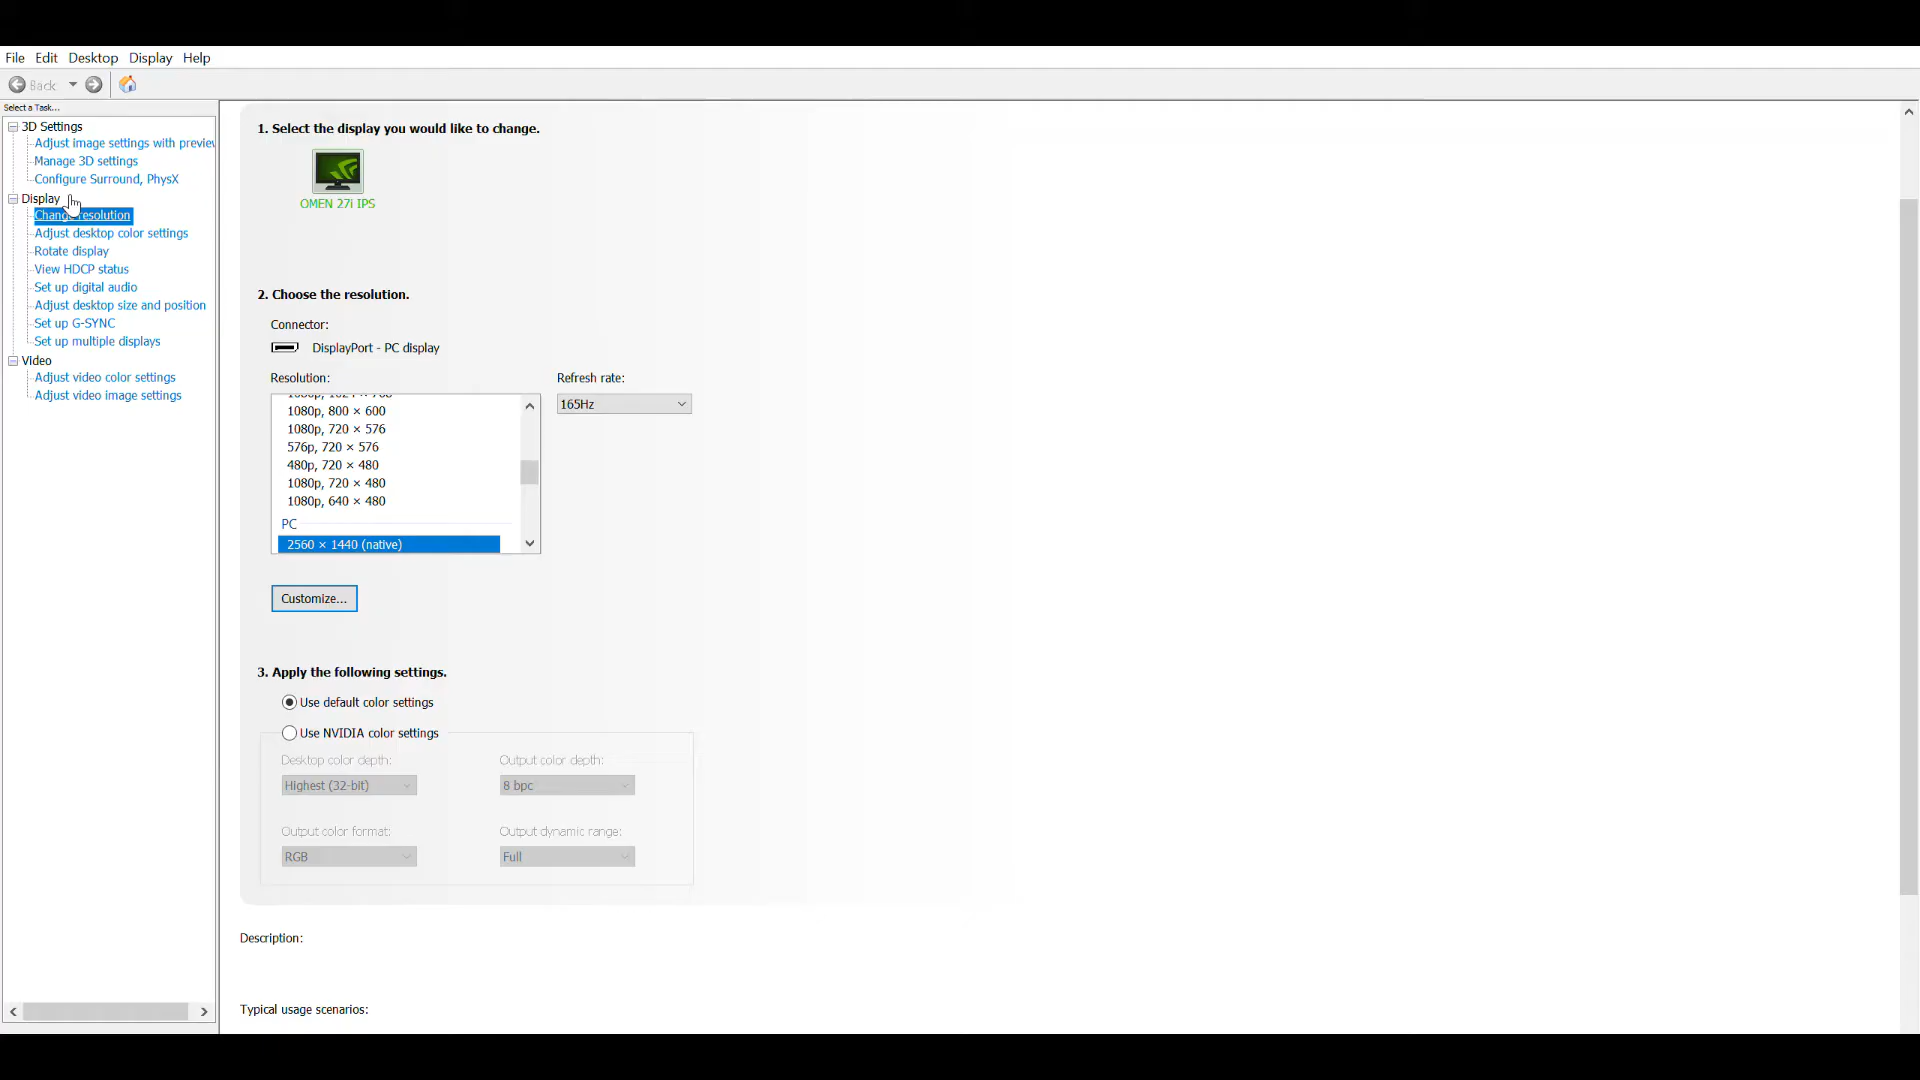 File Edit Desktop Display Help
Back
Select a Task...
3D Settings
Adjust image settings with preview
Manage 3D settings
Configure Surround, PhysX
Display
Change resolution
Adjust desktop color settings
Rotate display
View HDCP status
Set up digital audio
Adjust desktop size and position
Set up G-SYNC
Set up multiple displays
Video
Adjust video color settings
Adjust video image settings
1. Select the display you would like to change.
OMEN 27i IPS
2. Choose the resolution.
Connector:
DisplayPort - PC display
Resolution:
Refresh rate:
165Hz
1080p, 1024 × 768
1080p, 800 × 600
1080p, 720 × 576
576p, 720 × 576
480p, 720 × 480
1080p, 720 × 480
1080p, 640 × 480
PC
2560 × 1440 (native)
Customize...
3. Apply the following settings.
Use default color settings
Use NVIDIA color settings
Desktop color depth: Output color depth:
Highest (32-bit) 8 bpc
Output color format: Output dynamic range:
RGB Full
Description:
Typical usage scenarios: